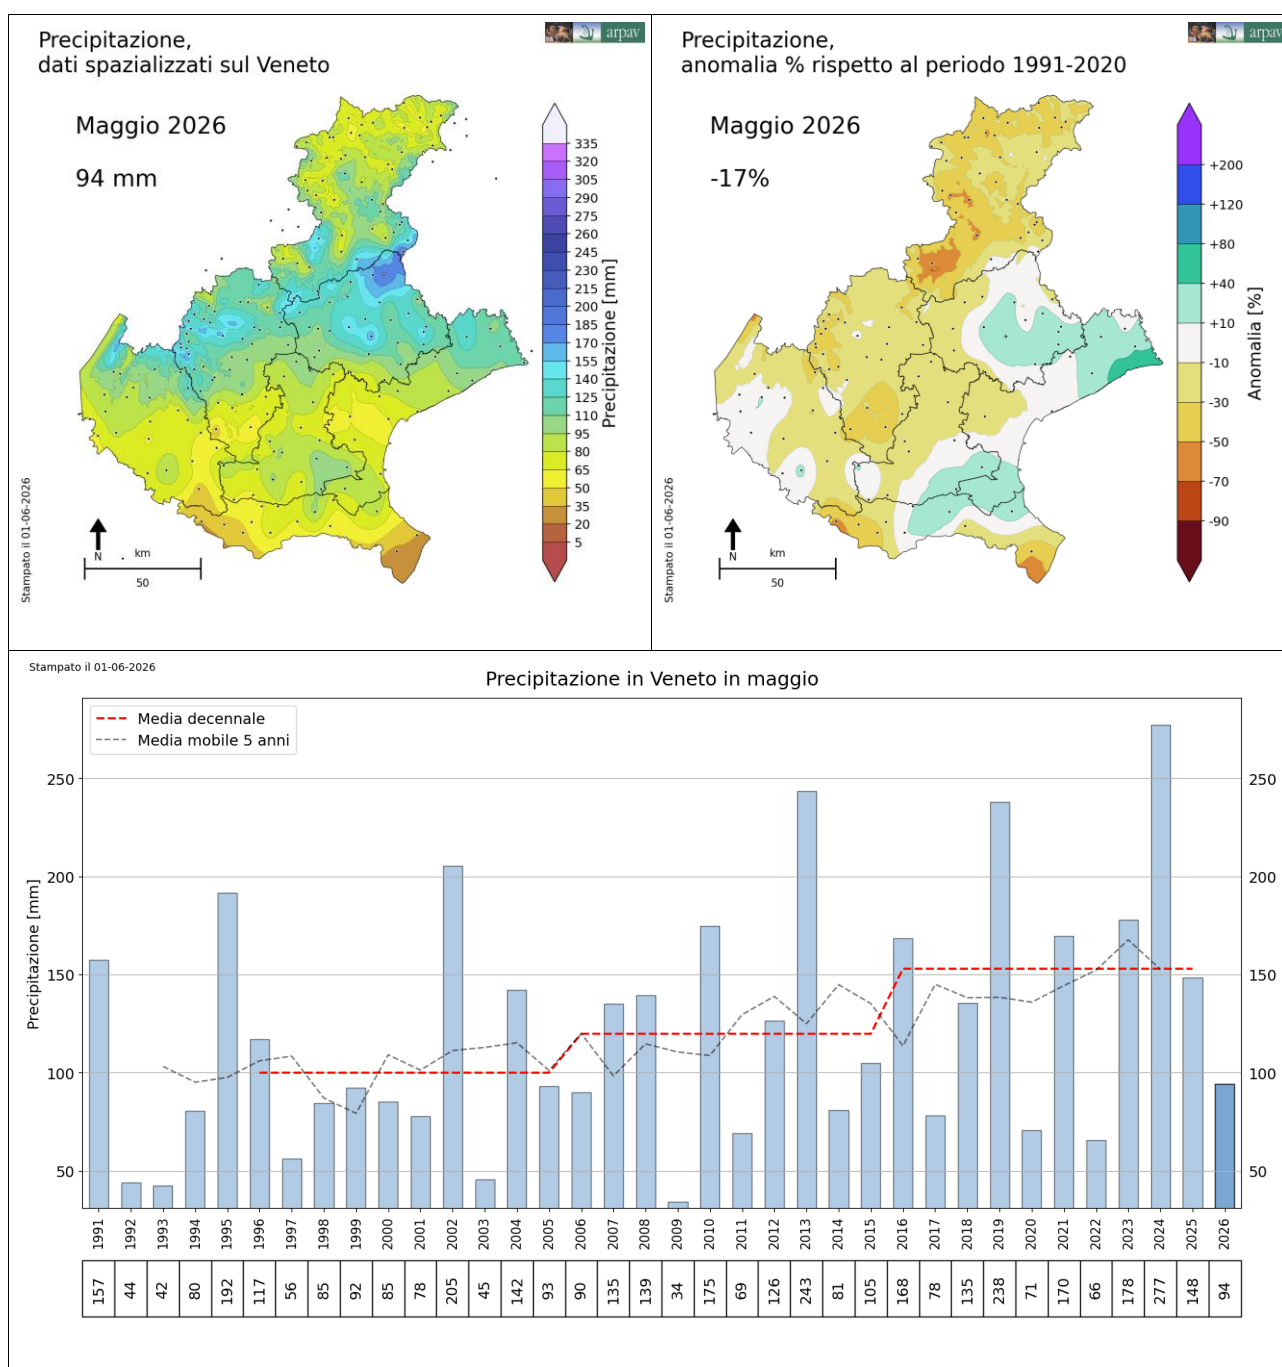 Precipitazione,
dati spazializzati sul Veneto
arpav
Maggio 2026
94 mm
335
320
305
290
275
260
245
230
215
200
185
170
155
140
125
110
95
80
65
50
35
20
5
Precipitazione [mm]
N
km
50
Stampato il 01-06-2026
Precipitazione,
anomalia % rispetto al periodo 1991-2020
arpav
Maggio 2026
-17%
+200
+120
+80
+40
+10
-10
-30
-50
-70
-90
Anomalia [%]
N
km
50
Stampato il 01-06-2026
Stampato il 01-06-2026
Precipitazione in Veneto in maggio
Media decennale
Media mobile 5 anni
Precipitazione [mm]
250 250
200 200
150 150
100 100
50 50
1991 1992 1993 1994 1995 1996 1997 1998 1999 2000 2001 2002 2003 2004 2005 2006 2007 2008 2009 2010 2011 2012 2013 2014 2015 2016 2017 2018 2019 2020 2021 2022 2023 2024 2025 2026
157 44 42 80 192 117 56 85 92 85 78 205 45 142 93 90 135 139 34 175 69 126 243 81 105 168 78 135 238 71 170 66 178 277 148 94